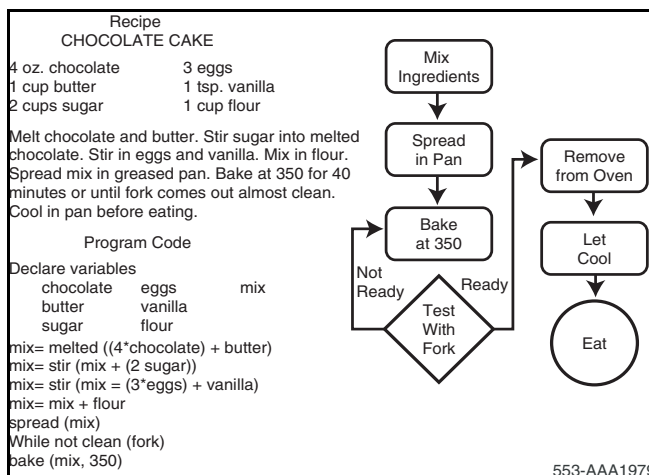 Recipe
CHOCOLATE CAKE
4 oz. chocolate 3 eggs
1 cup butter 1 tsp. vanilla
2 cups sugar 1 cup flour
Melt chocolate and butter. Stir sugar into melted
chocolate. Stir in eggs and vanilla. Mix in flour.
Spread mix in greased pan. Bake at 350 for 40
minutes or until fork comes out almost clean.
Cool in pan before eating.
Program Code
Declare variables
chocolate eggs mix
butter vanilla
sugar flour
mix= melted ((4*chocolate) + butter)
mix= stir (mix + (2 sugar))
mix= stir (mix = (3*eggs) + vanilla)
mix= mix + flour
spread (mix)
While not clean (fork)
bake (mix, 350)
Mix
Ingredients
Spread
in Pan
Bake
at 350
Not
Ready
Test
With
Fork
Ready
Remove
from Oven
Let
Cool
Eat
553-AAA1979